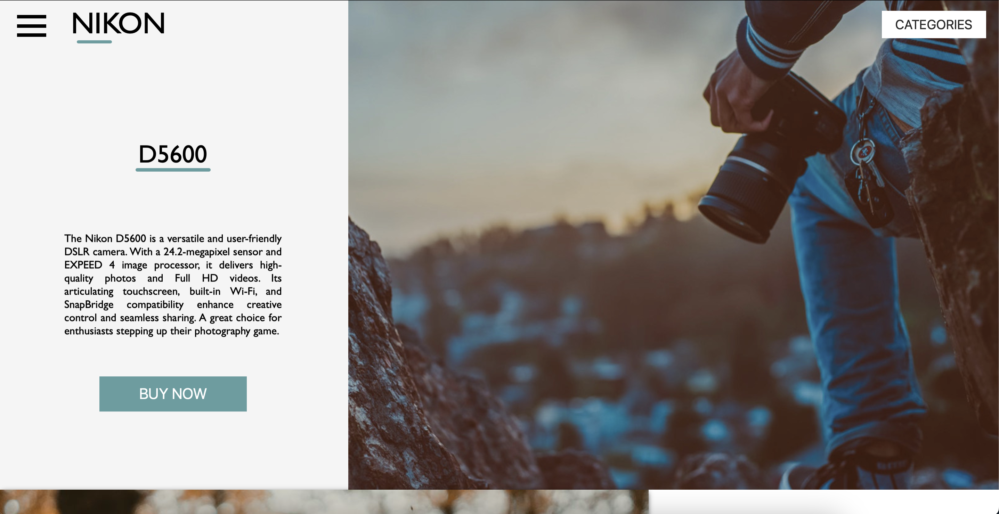 NIKON
CATEGORIES
D5600
The Nikon D5600 is a versatile and user-friendly
DSLR camera. With a 24.2-megapixel sensor and
EXPEED 4 image processor, it delivers high-
quality photos and Full HD videos. Its
articulating touchscreen, built-in Wi-Fi, and
SnapBridge compatibility enhance creative
control and seamless sharing. A great choice for
enthusiasts stepping up their photography game.
BUY NOW